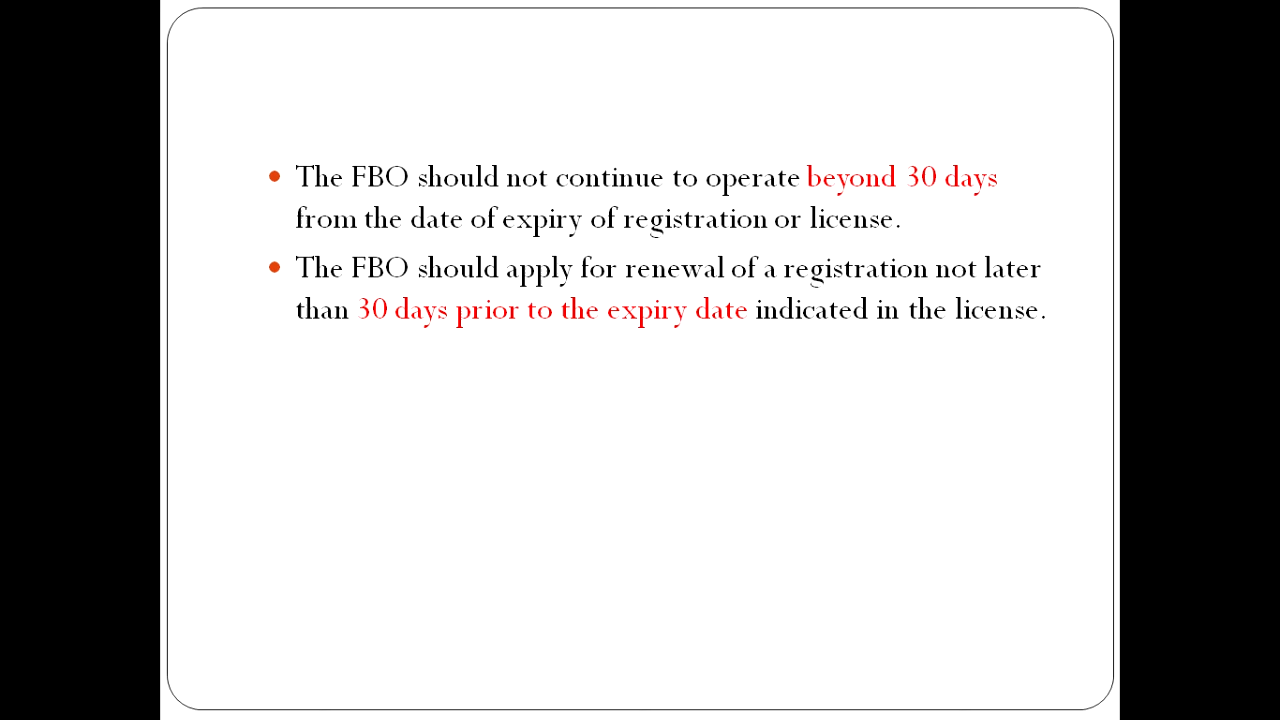 • The FBO should not continue to operate beyond 30 days
from the date of expiry of registration or license.
• The FBO should apply for renewal of a registration not later
than 30 days prior to the expiry date indicated in the license.